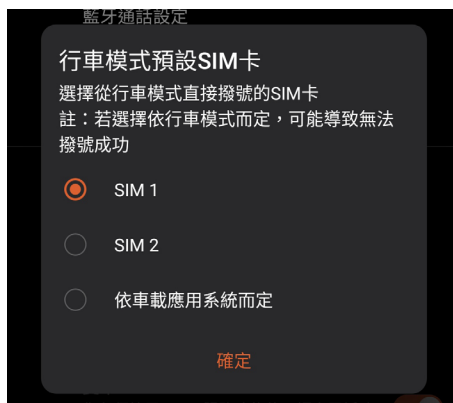 藍牙通話設定
行車模式預設SIM卡
選擇從行車模式直接撥號的SIM卡
註：若選擇依行車模式而定，可能導致無法
撥號成功
SIM 1
SIM 2
依車載應用系統而定
確定